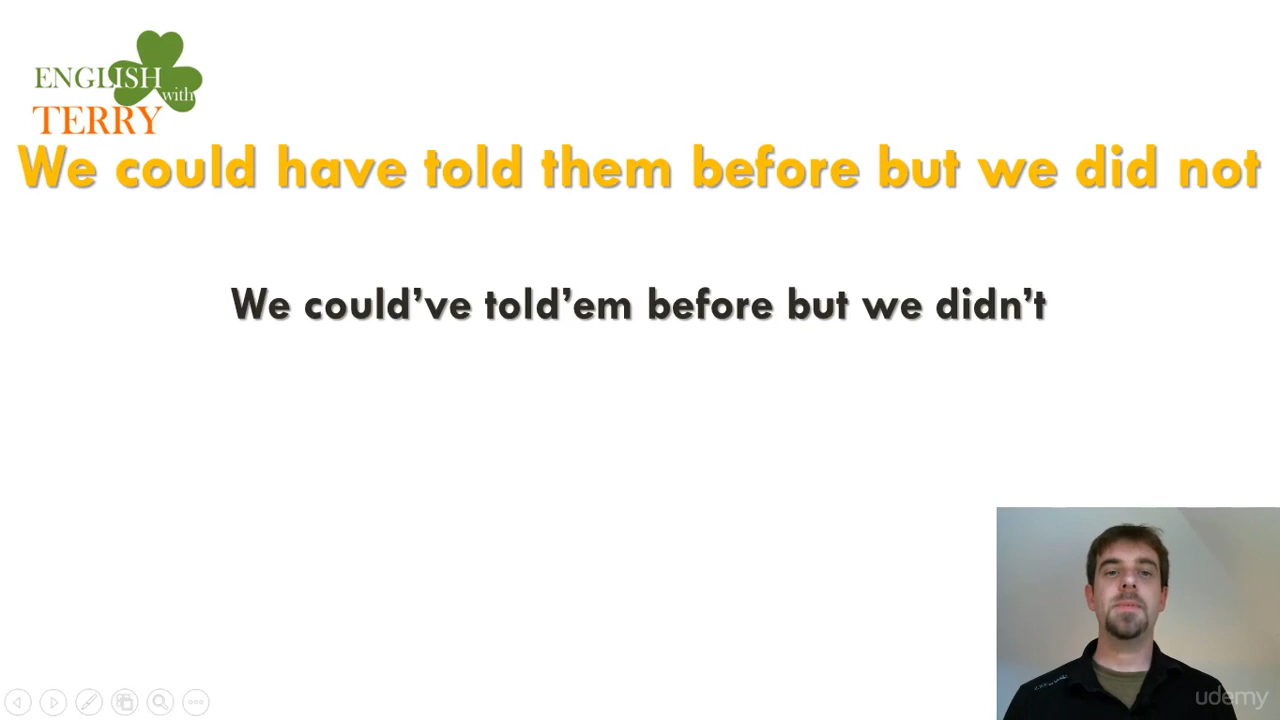 ENGLISH
with
TERRY
We could have told them before but we did not
We could’ve told’em before but we didn’t
udemy